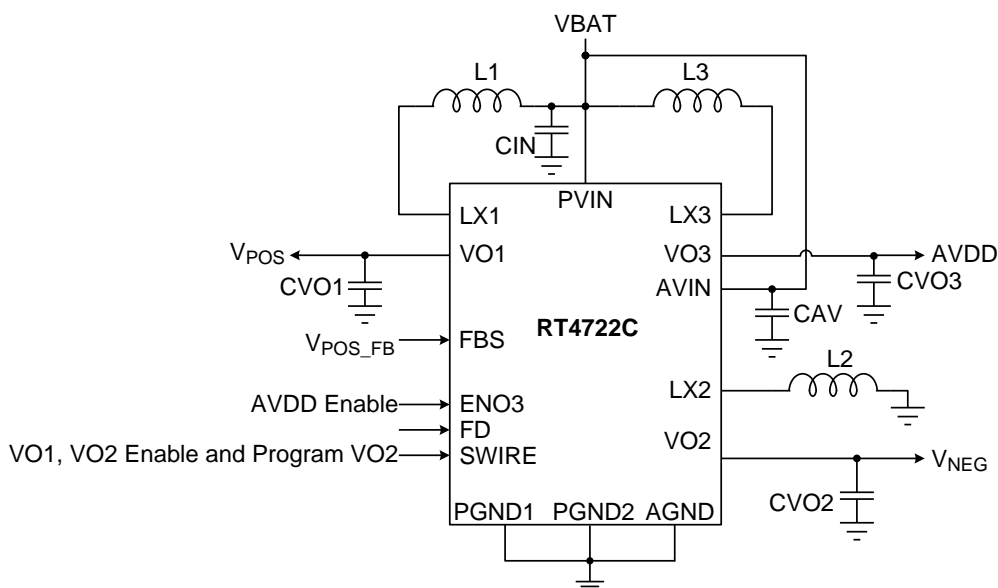 VBAT
L1
L3
CIN
PVIN
LX1
LX3
VPOS
VO1
VO3
AVDD
CVO1
AVIN
CVO3
CAV
RT4722C
VPOS_FB
FBS
L2
LX2
AVDD Enable
ENO3
FD
VO2
VO1, VO2 Enable and Program VO2
SWIRE
VNEG
CVO2
PGND1 PGND2 AGND